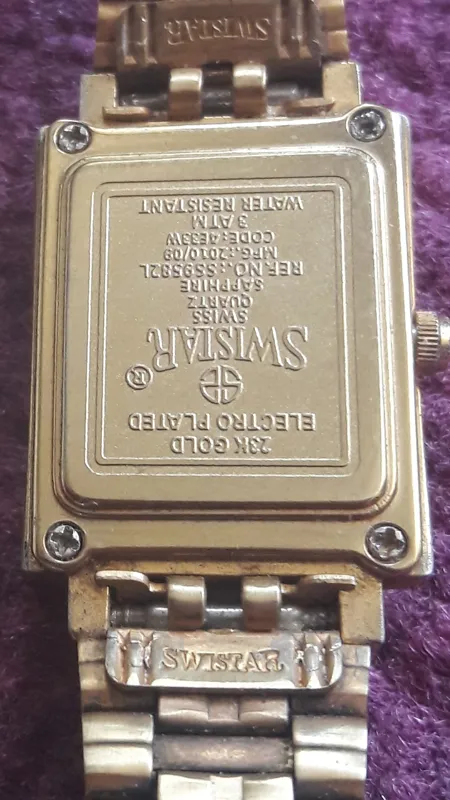 SWISTAR
23K GOLD
ELECTRO PLATED
SWISTAR ®
SWISS
QUARTZ
SAPPHIRE
REF.NO.:SS9582L
MFG.:2010/09
CODE:4E33W
3 ATM
WATER RESISTANT
SWISTAR